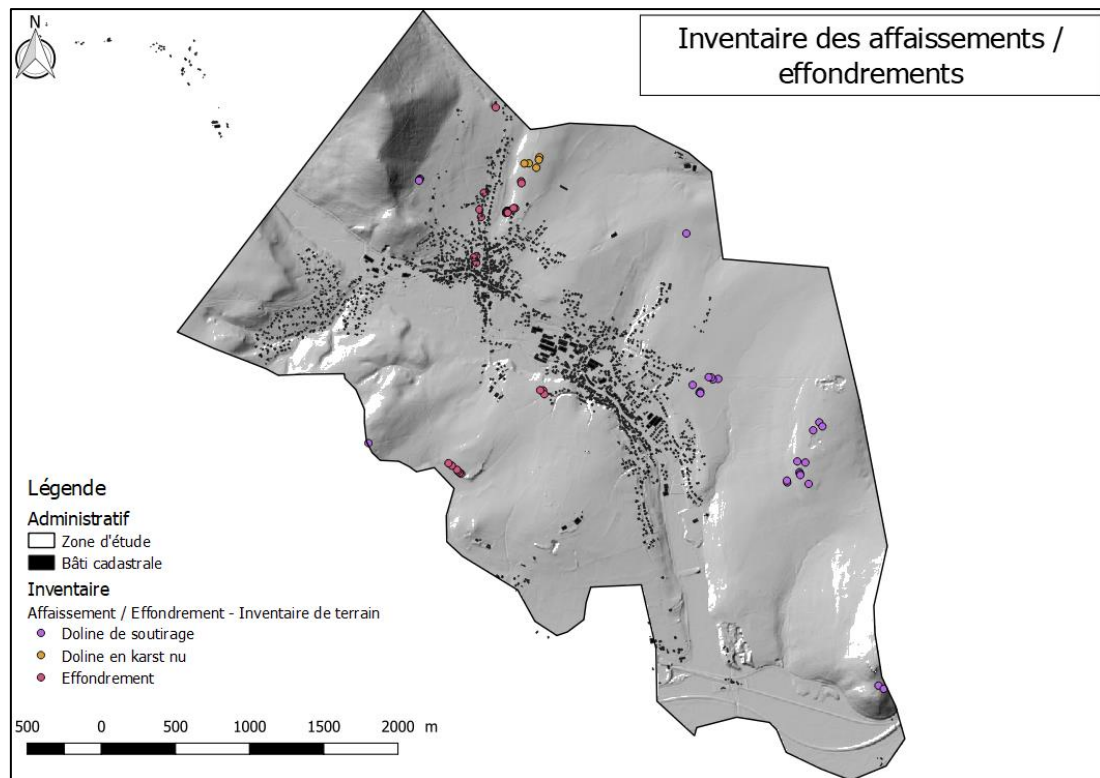 N
Inventaire des affaissements /
effondrements
Légende
Administratif
Zone d'étude
Bâti cadastrale
Inventaire
Affaissement / Effondrement - Inventaire de terrain
Doline de soutirage
Doline en karst nu
Effondrement
500 0 500 1000 1500 2000 m